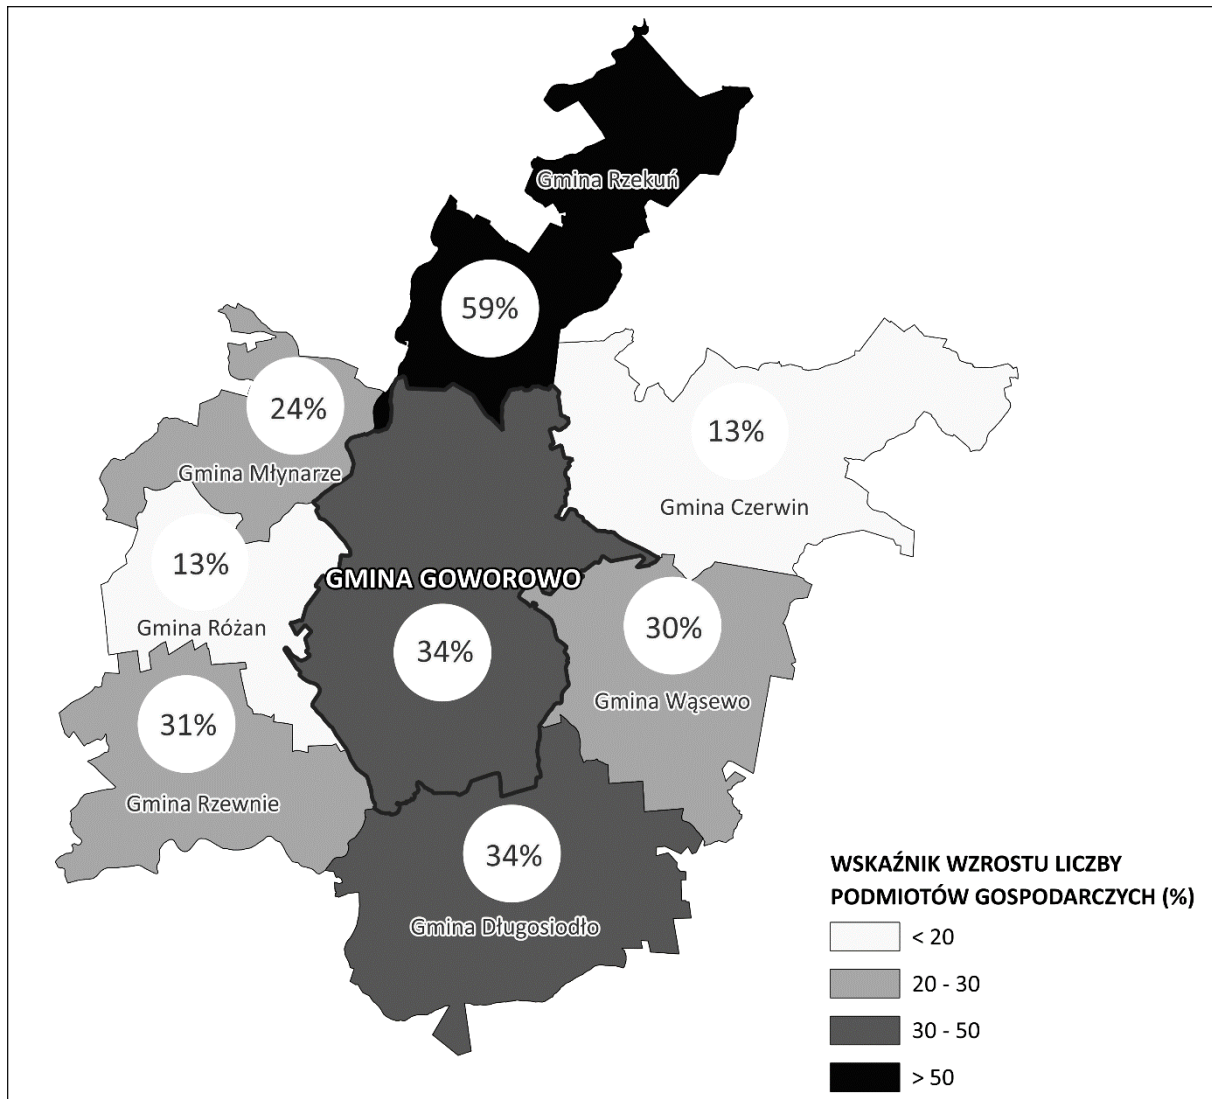 Gmina Rzekuń
59%
24%
Gmina Młynarze
13%
Gmina Czerwin
13%
Gmina Różan
GMINA GOWOROWO
34%
30%
Gmina Wąsewo
31%
Gmina Rzewnie
34%
Gmina Długosiodło
WSKAŹNIK WZROSTU LICZBY
PODMIOTÓW GOSPODARCZYCH (%)
< 20
20 - 30
30 - 50
> 50